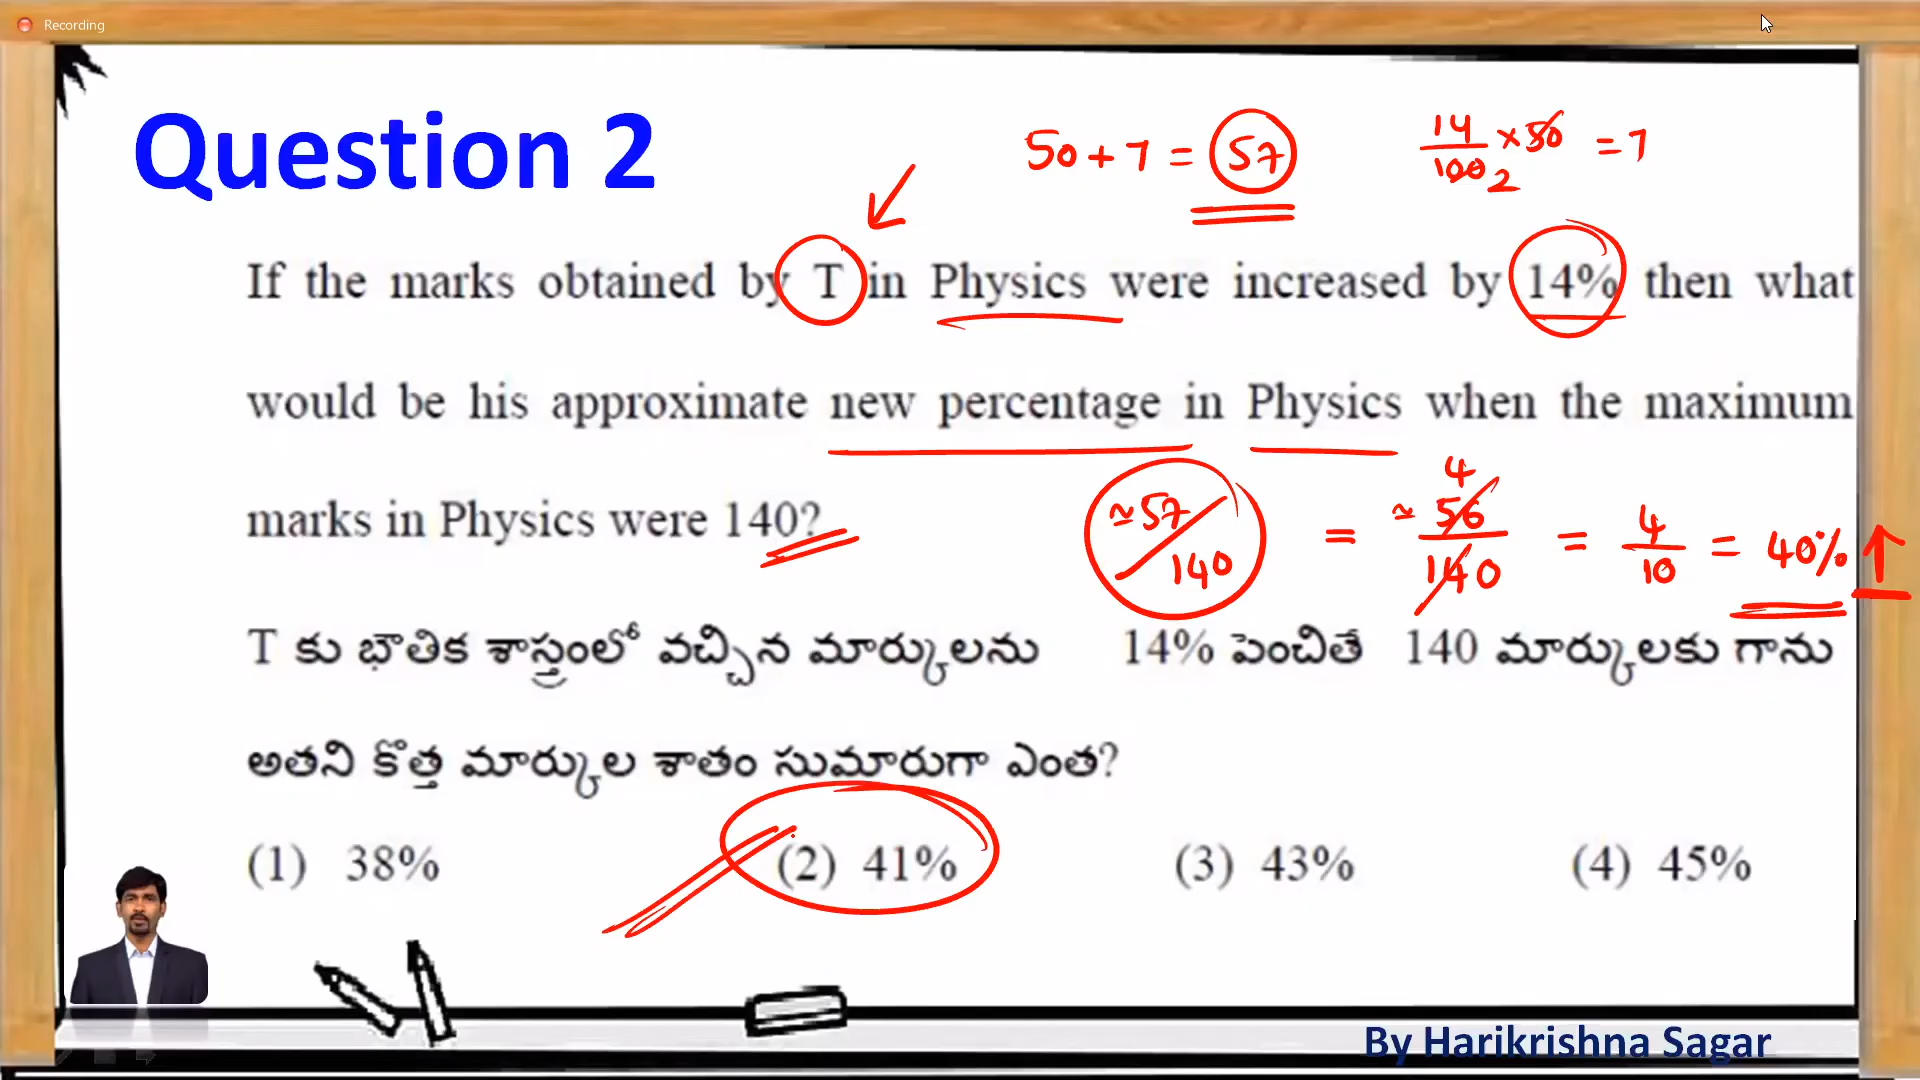 Recording
Question 2
50 + 7 = 57
14/100 × 50 = 7
2
If the marks obtained by T in Physics were increased by 14% then what
would be his approximate new percentage in Physics when the maximum
marks in Physics were 140?
≃ 57/140 = ≃ 56/140 = 4/10 = 40% ↑
4
T కు భౌతిక శాస్త్రంలో వచ్చిన మార్కులను 14% పెంచితే 140 మార్కులకు గాను
అతని కొత్త మార్కుల శాతం సుమారుగా ఎంత?
(1) 38% (2) 41% (3) 43% (4) 45%
By Harikrishna Sagar